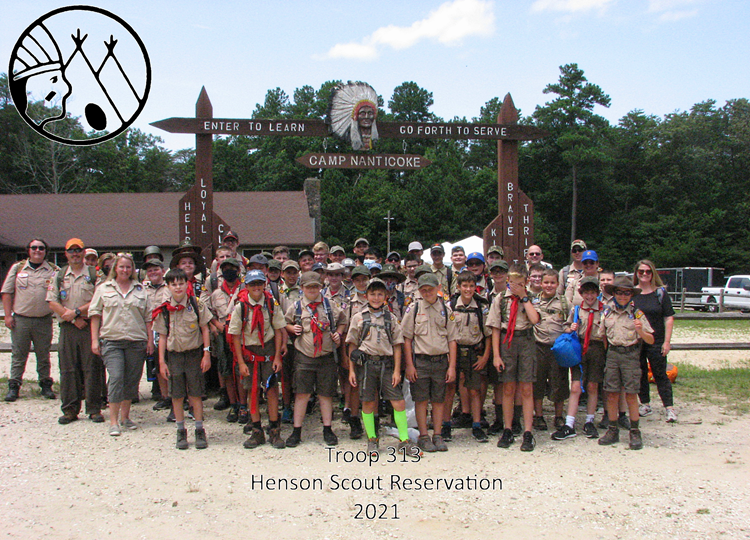 ENTER TO LEARN
GO FORTH TO SERVE
CAMP NANTICOKE
LOYAL
BRAVE
Troop 313
Henson Scout Reservation
2021